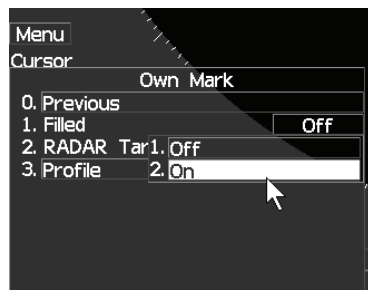 Menu
Cursor
Own Mark
0. Previous
1. Filled Off
2. RADAR Tar 1. Off
3. Profile 2. On